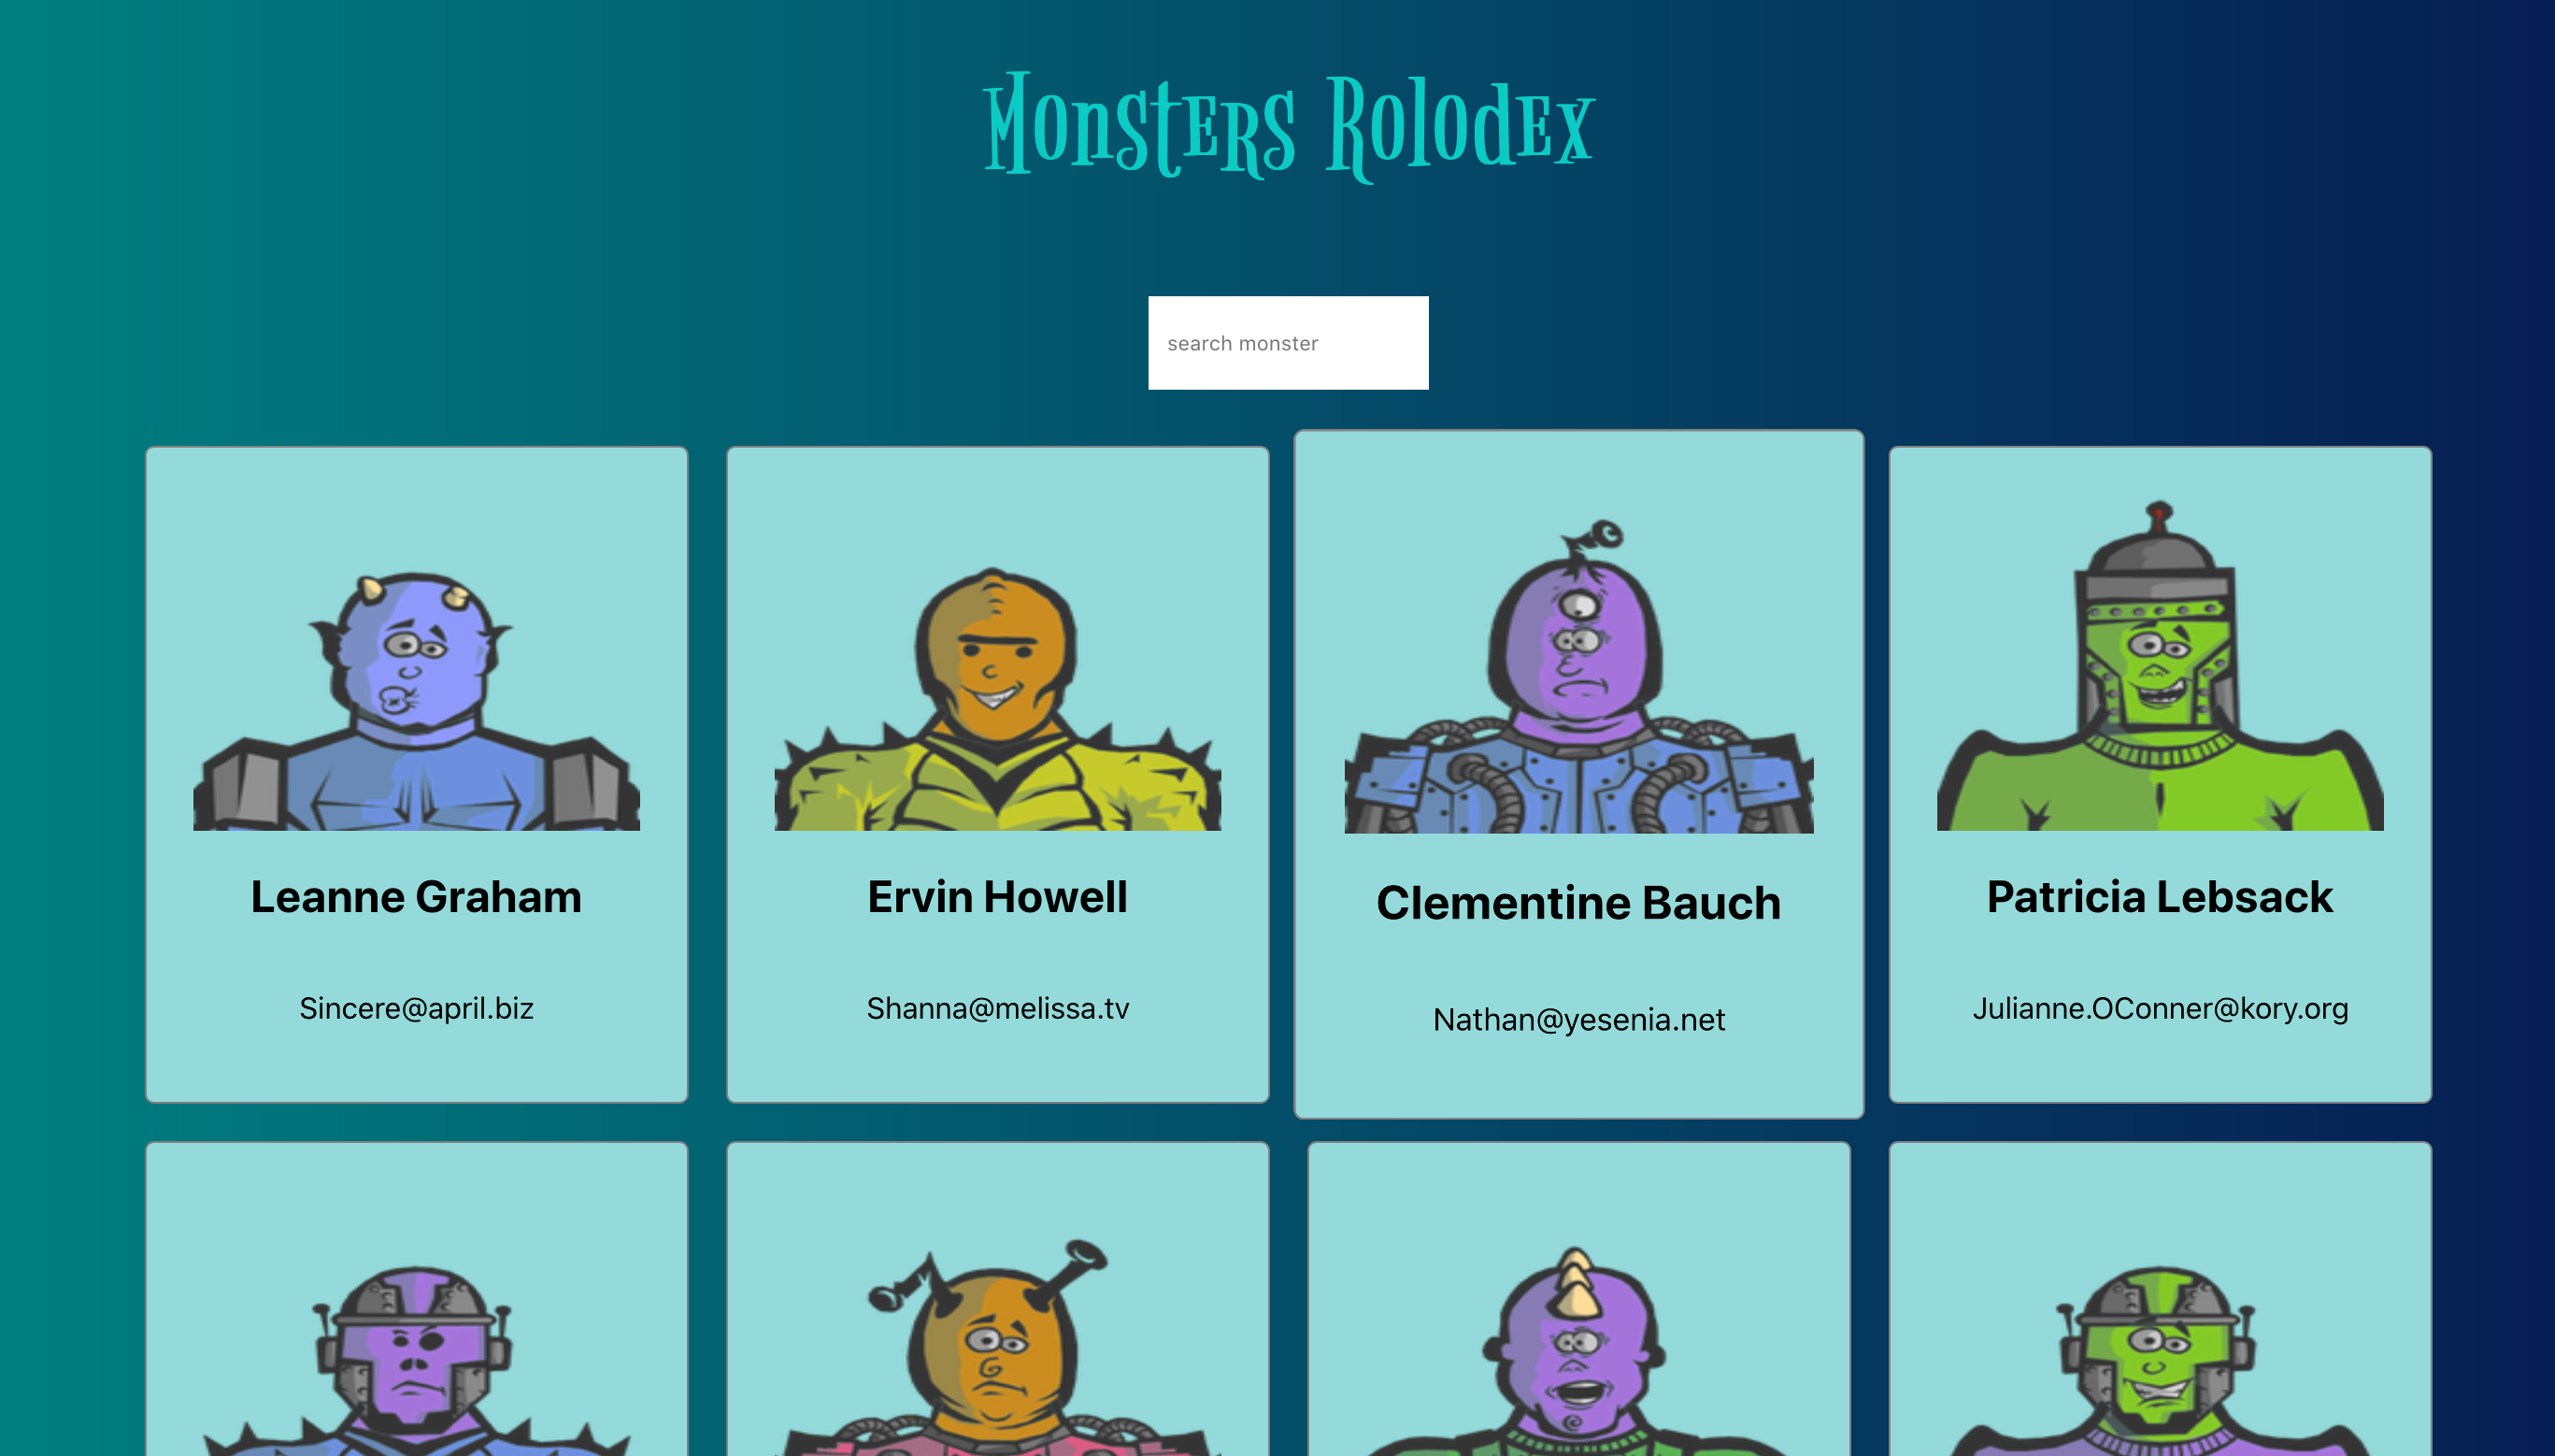 Monsters Rolodex
search monster
Leanne Graham
Ervin Howell
Clementine Bauch
Patricia Lebsack
Sincere@april.biz
Shanna@melissa.tv
Nathan@yesenia.net
Julianne.OConner@kory.org